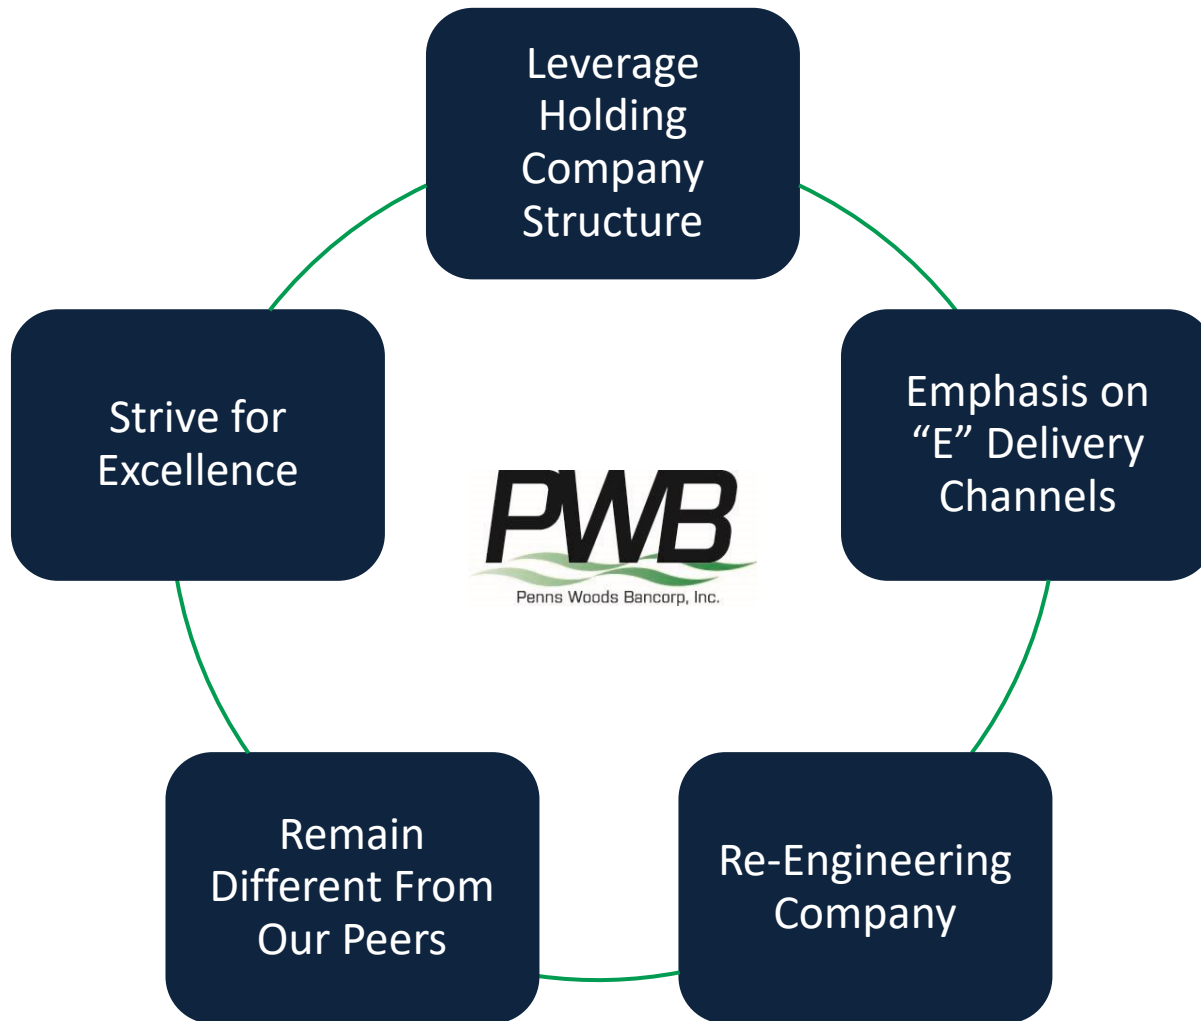 Leverage
Holding
Company
Structure
Strive for
Excellence
Emphasis on
“E” Delivery
Channels
PWB
Penns Woods Bancorp, Inc.
Remain
Different From
Our Peers
Re-Engineering
Company